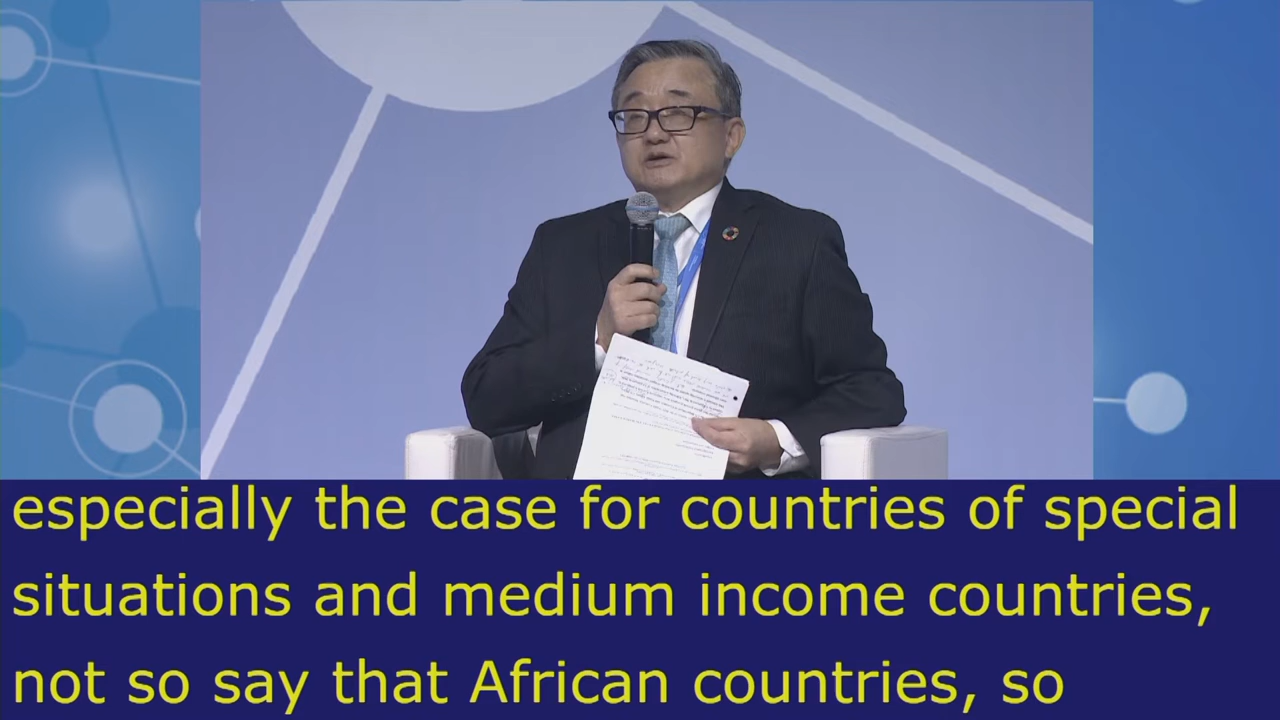 especially the case for countries of special
situations and medium income countries,
not so say that African countries, so